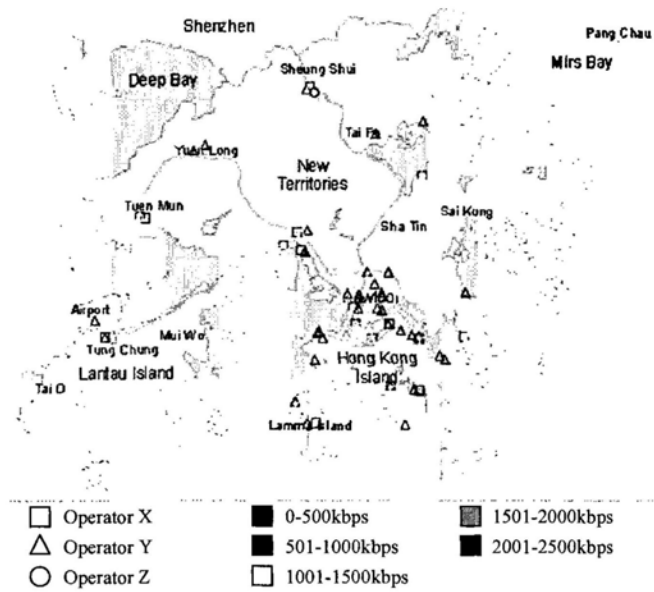 Shenzhen
Pang Chau
Mirs Bay
Deep Bay
Sheung Shui
Tai
Long
New
Territories
Tuen Mun
Sai Kung
Sha Tin
Airport
Tung Chung
Mui Wo
Hong Kong
Island
Tai O
Lantau Island
Lamma Island
Operator X
0-500kbps
1501-2000kbps
Operator Y
501-1000kbps
2001-2500kbps
Operator Z
1001-1500kbps